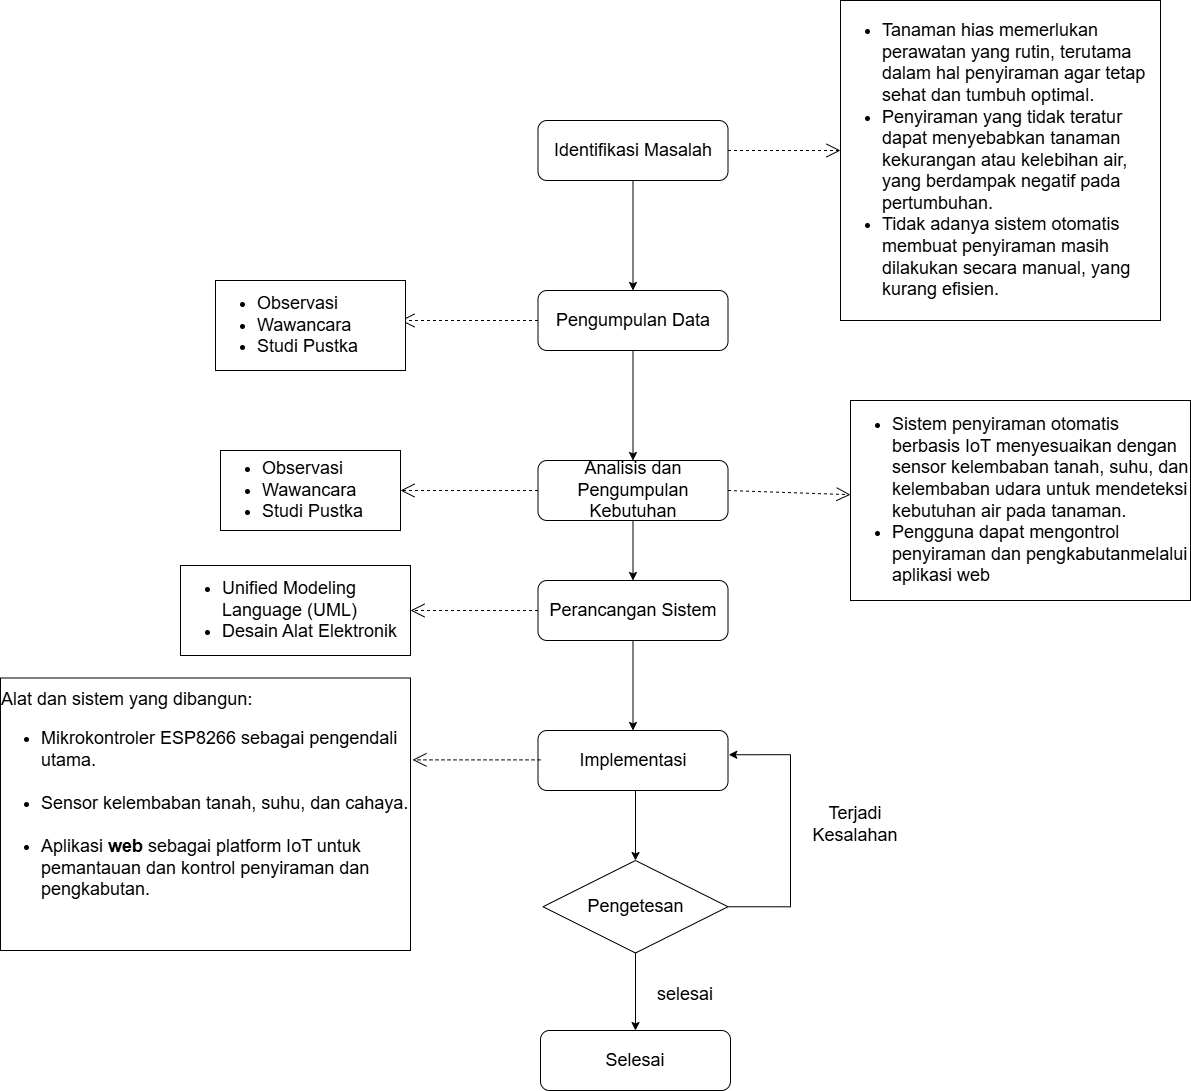 • Tanaman hias memerlukan
perawatan yang rutin, terutama
dalam hal penyiraman agar tetap
sehat dan tumbuh optimal.
• Penyiraman yang tidak teratur
dapat menyebabkan tanaman
kekurangan atau kelebihan air,
yang berdampak negatif pada
pertumbuhan.
• Tidak adanya sistem otomatis
membuat penyiraman masih
dilakukan secara manual, yang
kurang efisien.
Identifikasi Masalah
• Observasi
• Wawancara
• Studi Pustka
Pengumpulan Data
• Observasi
• Wawancara
• Studi Pustka
Analisis dan
Pengumpulan
Kebutuhan
• Sistem penyiraman otomatis
berbasis IoT menyesuaikan dengan
sensor kelembaban tanah, suhu, dan
kelembaban udara untuk mendeteksi
kebutuhan air pada tanaman.
• Pengguna dapat mengontrol
penyiraman dan pengkabutanmelalui
aplikasi web
• Unified Modeling
Language (UML)
• Desain Alat Elektronik
Perancangan Sistem
Alat dan sistem yang dibangun:
• Mikrokontroler ESP8266 sebagai pengendali
utama.
• Sensor kelembaban tanah, suhu, dan cahaya.
• Aplikasi web sebagai platform IoT untuk
pemantauan dan kontrol penyiraman dan
pengkabutan.
Implementasi
Terjadi
Kesalahan
Pengetesan
selesai
Selesai